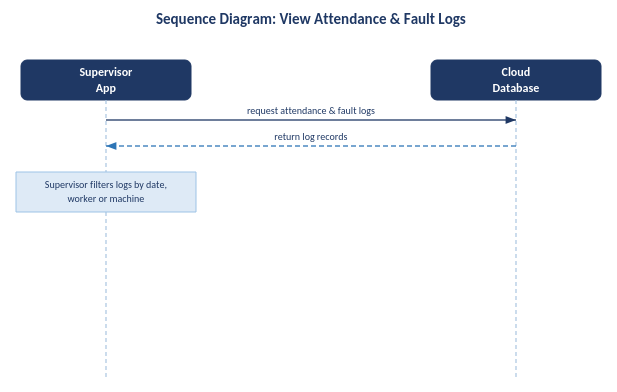 Sequence Diagram: View Attendance & Fault Logs
Supervisor
App
Cloud
Database
request attendance & fault logs
return log records
Supervisor filters logs by date,
worker or machine